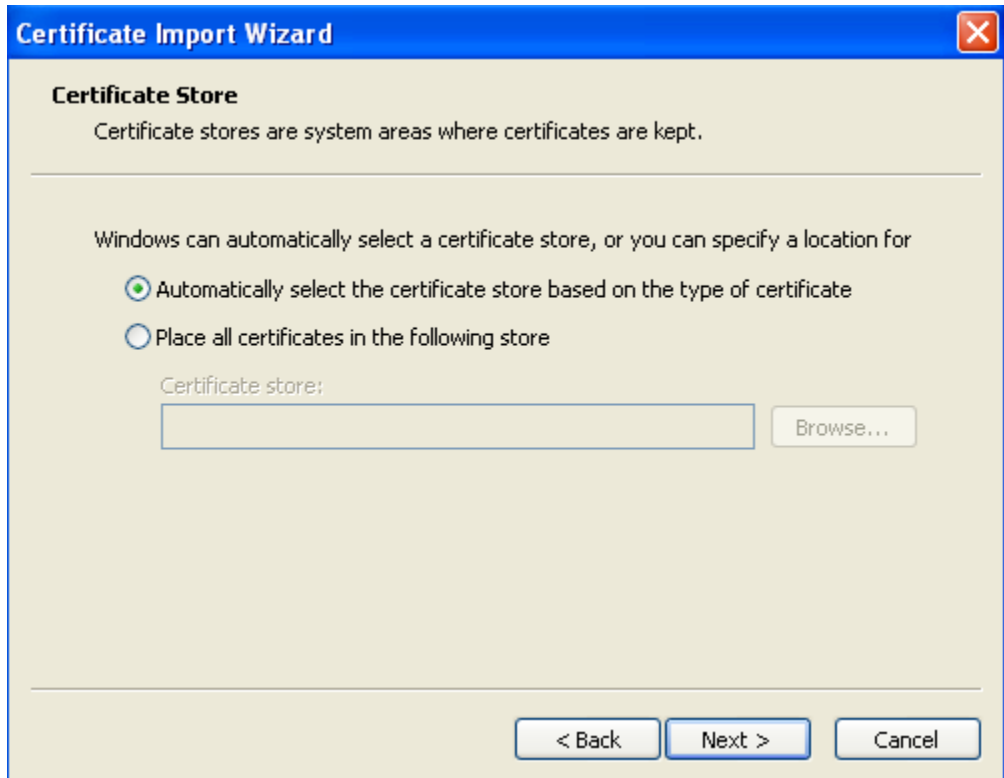 Certificate Import Wizard
Certificate Store
Certificate stores are system areas where certificates are kept.
Windows can automatically select a certificate store, or you can specify a location for
Automatically select the certificate store based on the type of certificate
Place all certificates in the following store
Certificate store:
Browse...
< Back Next > Cancel